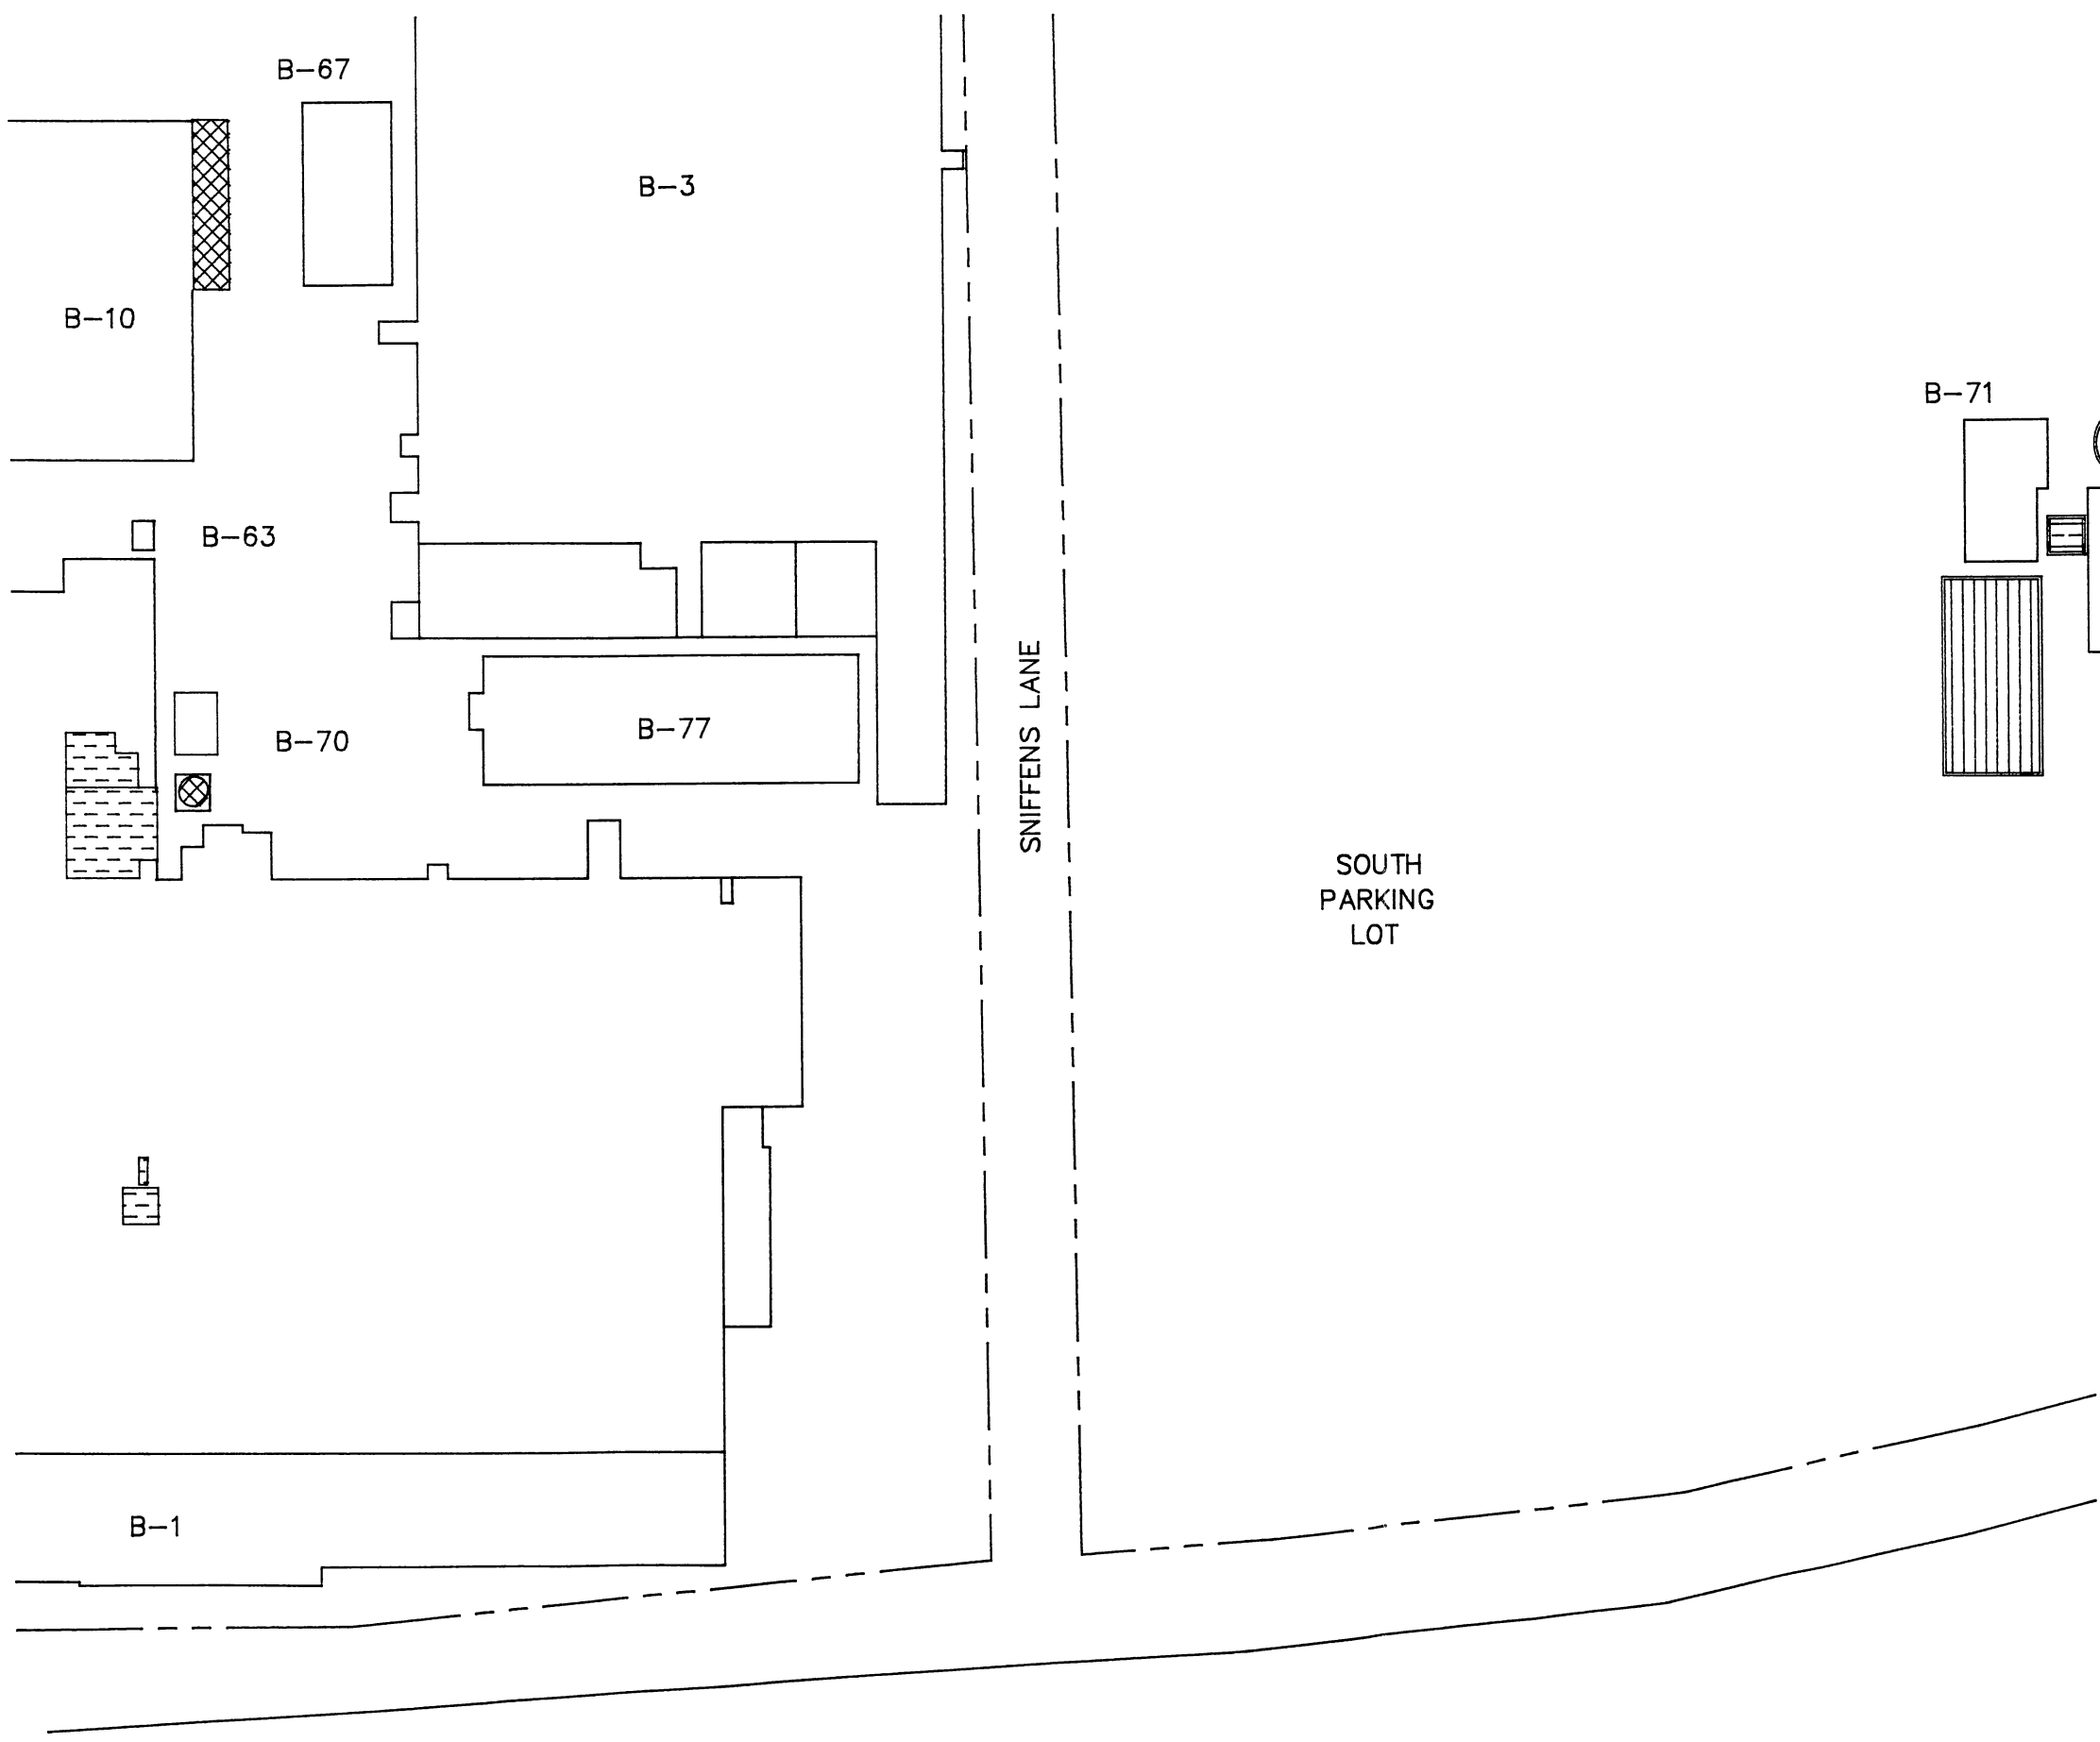 B-67
B-3
B-10
B-71
B-63
B-77
B-70
SNIFFENS LANE
SOUTH
PARKING
LOT
B-1